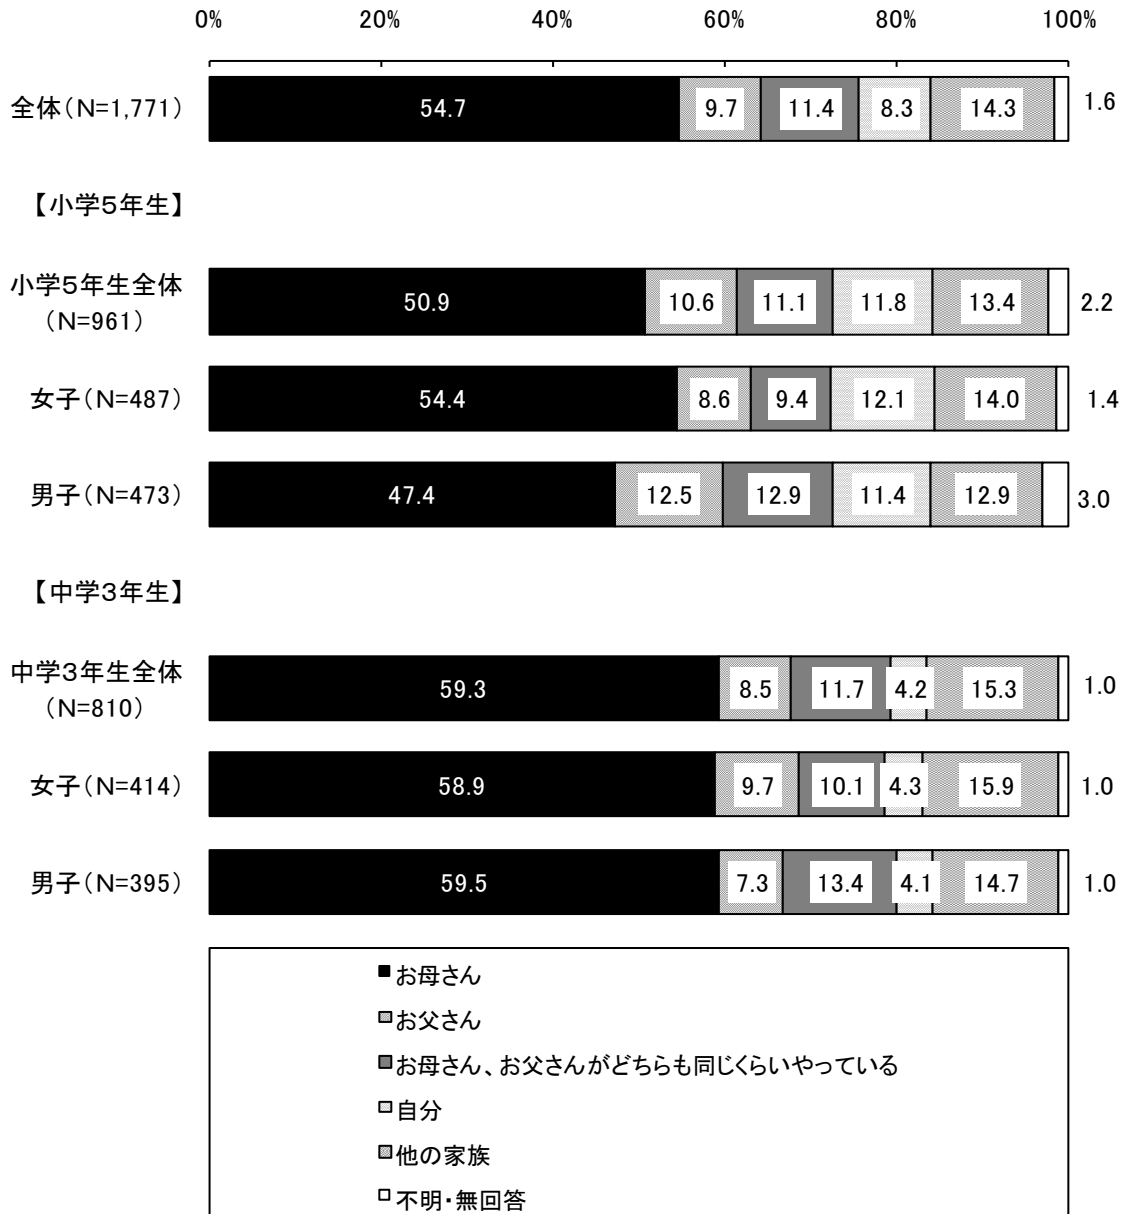 0% 20% 40% 60% 80% 100%
全体(N=1,771) 54.7 9.7 11.4 8.3 14.3 1.6
【小学5年生】
小学5年生全体
(N=961) 50.9 10.6 11.1 11.8 13.4 2.2
女子(N=487) 54.4 8.6 9.4 12.1 14.0 1.4
男子(N=473) 47.4 12.5 12.9 11.4 12.9 3.0
【中学3年生】
中学3年生全体
(N=810) 59.3 8.5 11.7 4.2 15.3 1.0
女子(N=414) 58.9 9.7 10.1 4.3 15.9 1.0
男子(N=395) 59.5 7.3 13.4 4.1 14.7 1.0
お母さん
お父さん
お母さん、お父さんがどちらも同じくらいやっている
自分
他の家族
不明・無回答